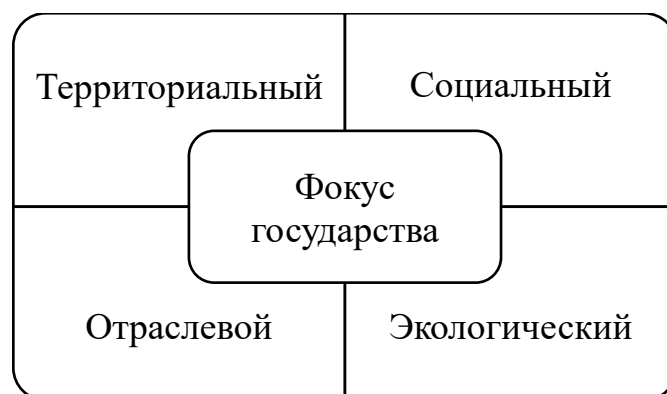 Территориальный
Социальный
Фокус
государства
Отраслевой
Экологический